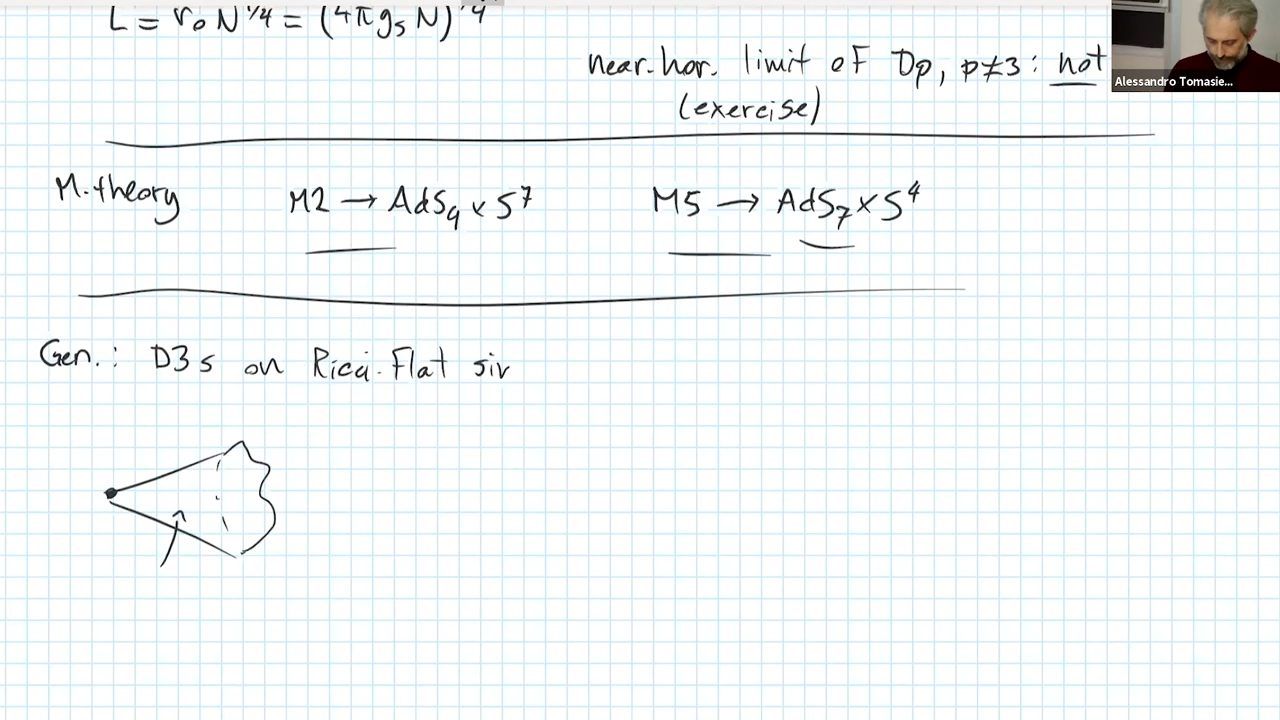 L = r₀ N^{1/4} = (4π g_s N)^{1/4}
near.hor. limit of Dp, p≠3 : not
(exercise)
Alessandro Tomasie...
M.theory M2 → AdS₄ × S⁷ M5 → AdS₇ × S⁴
Gen. : D3s on Ricci.Flat siv